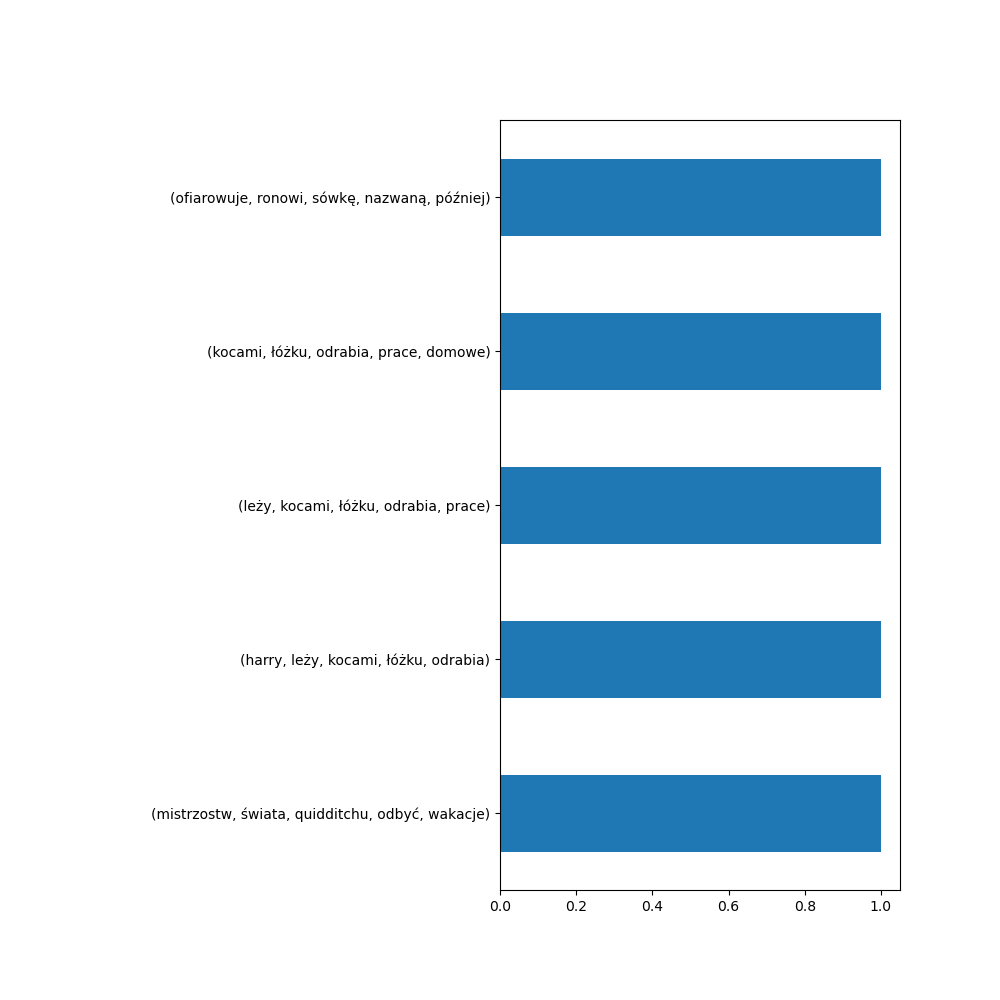 (ofiarowuje, ronowi, sówkę, nazwaną, później)
(kocami, łóżku, odrabia, prace, domowe)
(leży, kocami, łóżku, odrabia, prace)
(harry, leży, kocami, łóżku, odrabia)
(mistrzostw, świata, quidditchu, odbyć, wakacje)
0.0 0.2 0.4 0.6 0.8 1.0